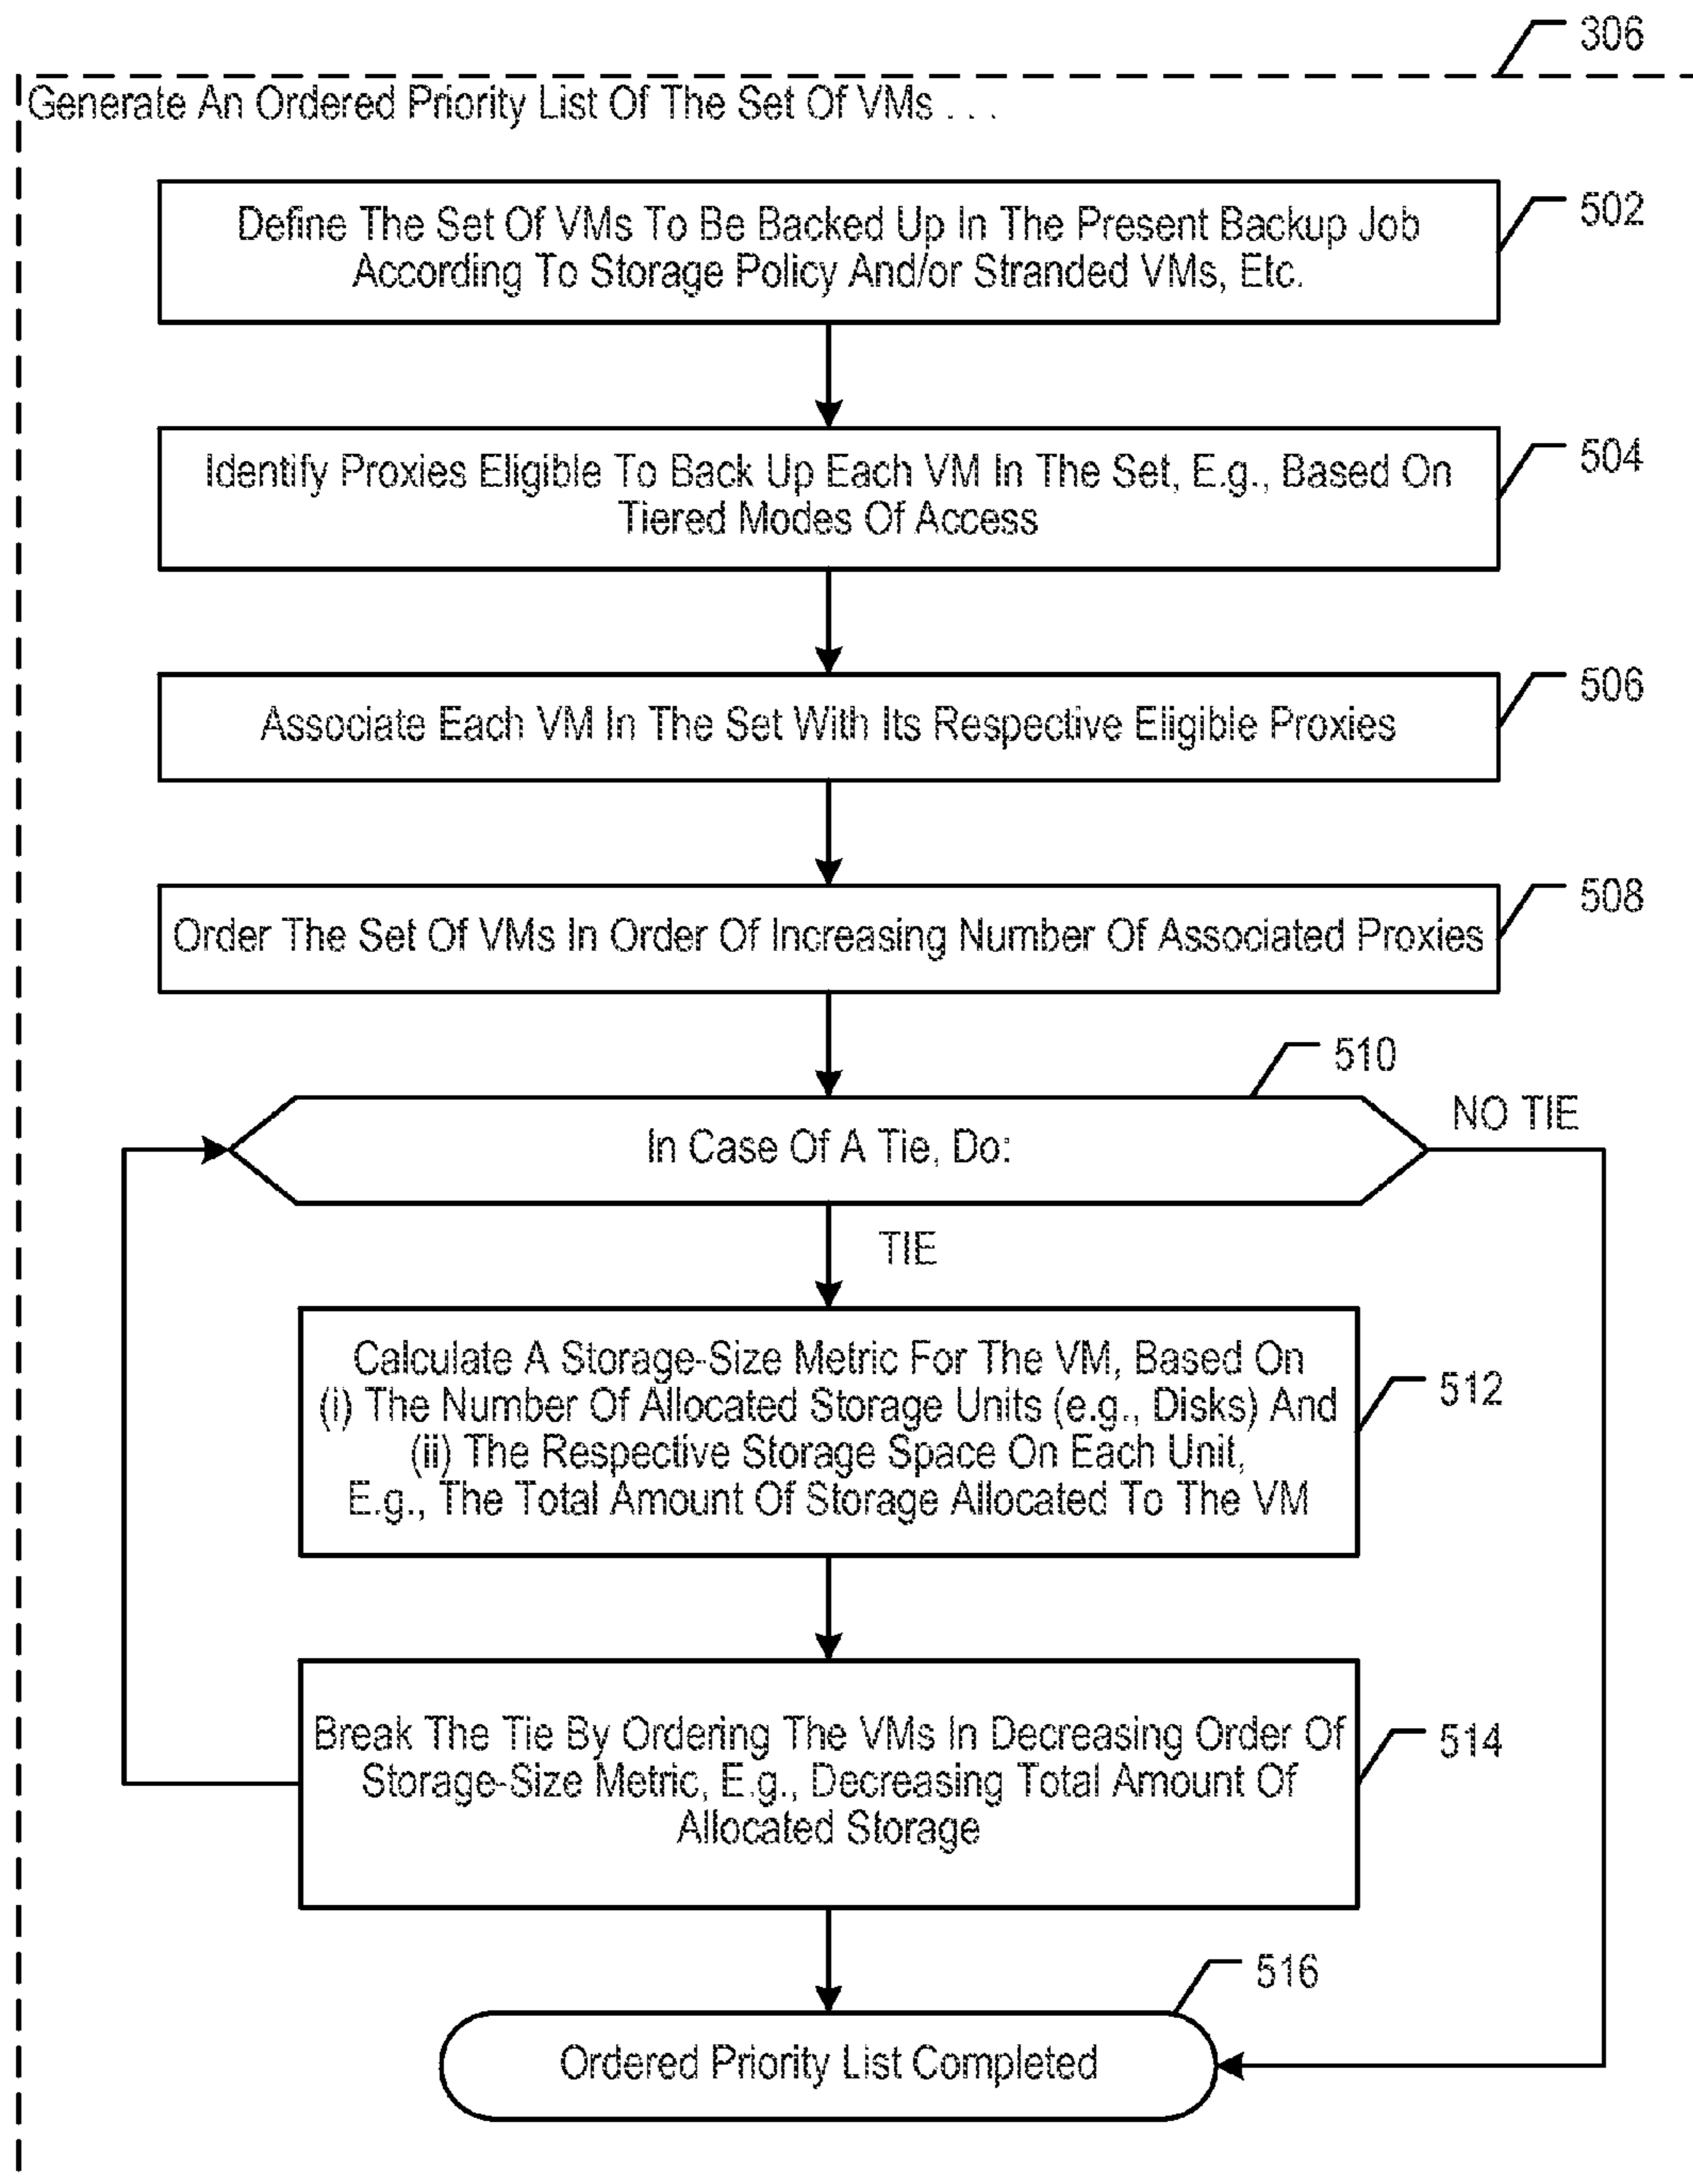 306
Generate An Ordered Priority List Of The Set Of VMs . . .
Define The Set Of VMs To Be Backed Up In The Present Backup Job
According To Storage Policy And/or Stranded VMs, Etc.
502
Identify Proxies Eligible To Back Up Each VM In The Set, E.g., Based On
Tiered Modes Of Access
504
Associate Each VM In The Set With Its Respective Eligible Proxies
506
Order The Set Of VMs In Order Of Increasing Number Of Associated Proxies
508
510
In Case Of A Tie, Do:
NO TIE
TIE
Calculate A Storage-Size Metric For The VM, Based On
(i) The Number Of Allocated Storage Units (e.g., Disks) And
(ii) The Respective Storage Space On Each Unit,
E.g., The Total Amount Of Storage Allocated To The VM
512
Break The Tie By Ordering The VMs In Decreasing Order Of
Storage-Size Metric, E.g., Decreasing Total Amount Of
Allocated Storage
514
516
Ordered Priority List Completed